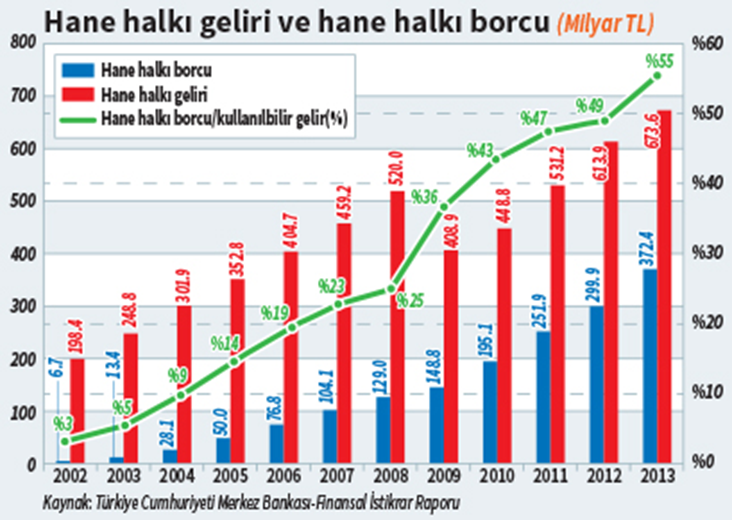 Hane halkı geliri ve hane halkı borcu (Milyar TL)
800 %60
Hane halkı borcu
Hane halkı geliri
Hane halkı borcu/kullanılbilir gelir(%)
700
600
500
400
300
200
100
0
%50
%40
%30
%20
%10
%0
6.7 13.4 28.1 50.0 76.8 104.1 129.0 148.8 195.1 251.9 299.9 372.4
198.4 248.8 301.9 352.8 404.7 459.2 520.0 408.9 448.8 531.2 613.9 673.6
%3 %5 %9 %14 %19 %23 %25 %36 %43 %47 %49 %55
2002 2003 2004 2005 2006 2007 2008 2009 2010 2011 2012 2013
Kaynak: Türkiye Cumhuriyeti Merkez Bankası-Finansal İstikrar Raporu